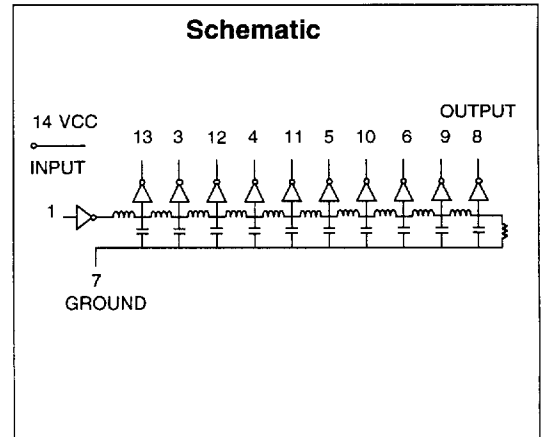 Schematic
OUTPUT
14 VCC
13 3 12 4 11 5 10 6 9 8
INPUT
1
7
GROUND